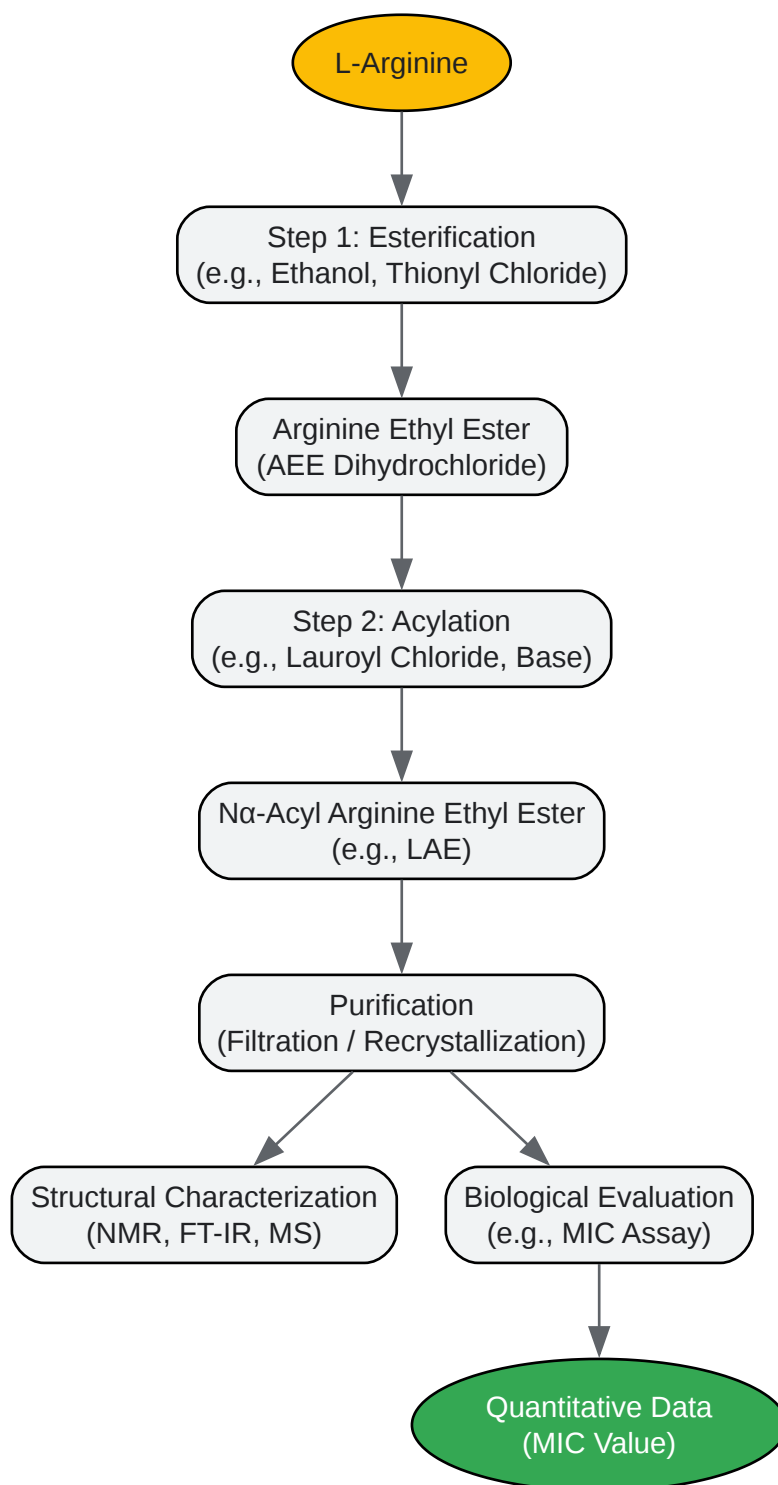 L-Arginine
Step 1: Esterification
(e.g., Ethanol, Thionyl Chloride)
Arginine Ethyl Ester
(AEE Dihydrochloride)
Step 2: Acylation
(e.g., Lauroyl Chloride, Base)
Nα-Acyl Arginine Ethyl Ester
(e.g., LAE)
Purification
(Filtration / Recrystallization)
Structural Characterization
(NMR, FT-IR, MS)
Biological Evaluation
(e.g., MIC Assay)
Quantitative Data
(MIC Value)